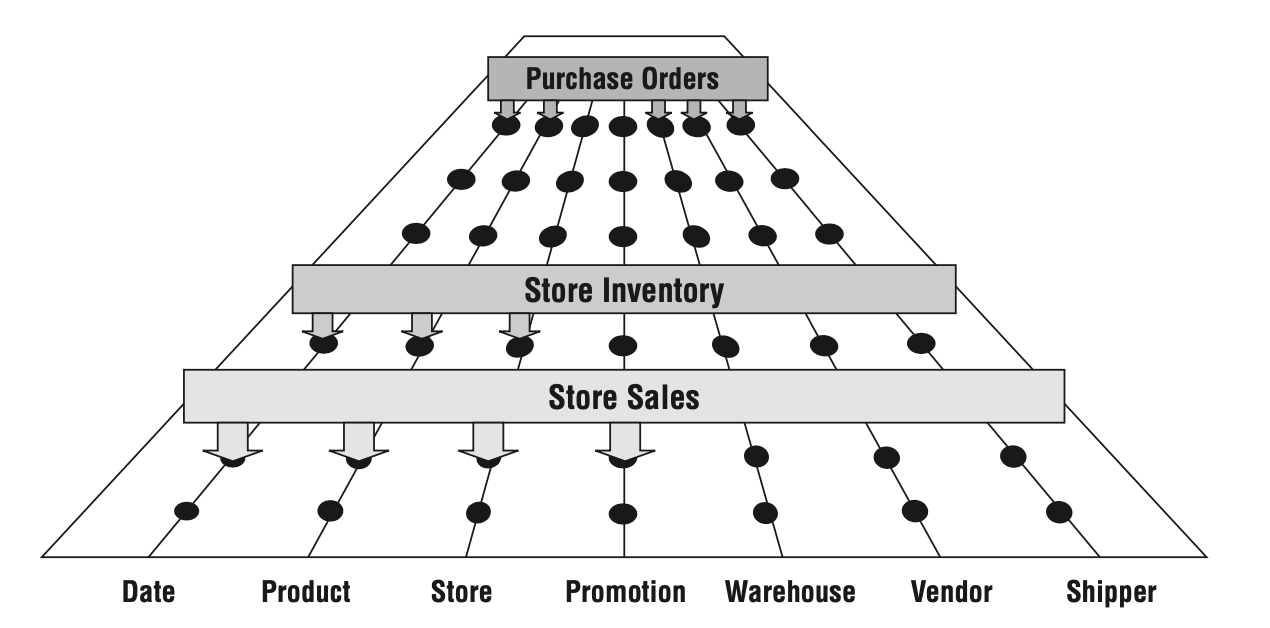 Purchase Orders
Store Inventory
Store Sales
Date Product Store Promotion Warehouse Vendor Shipper